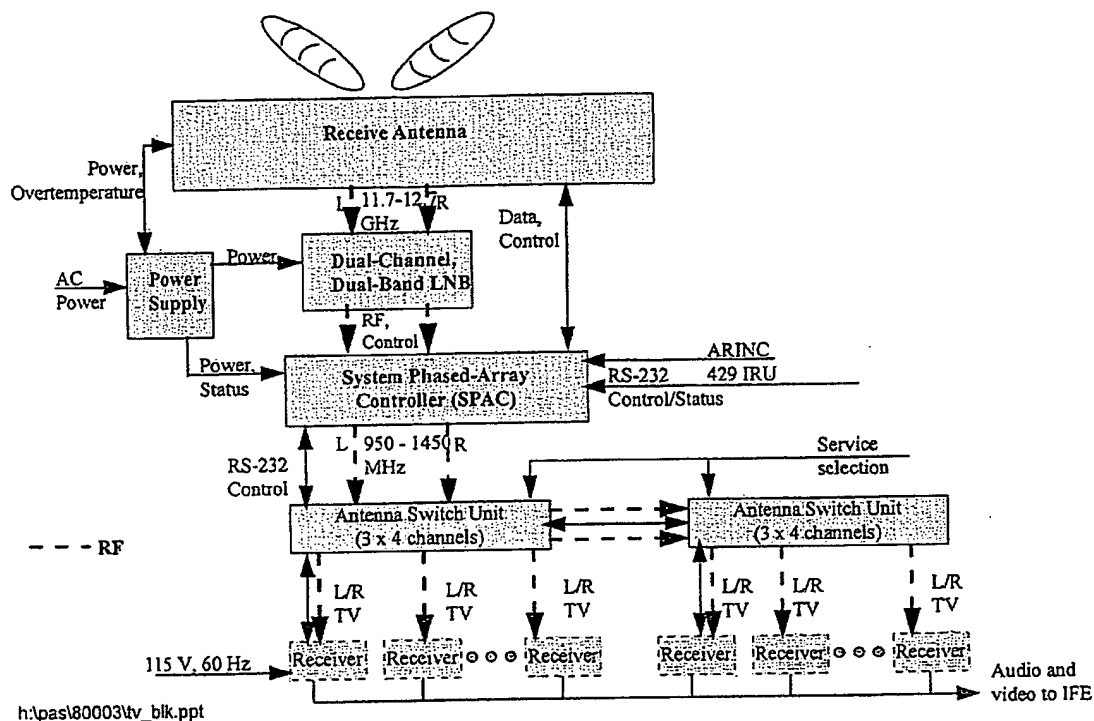 Receive Antenna
Power,
Overtemperature
L 11.7-12.7 R
GHz
Data,
Control
Power
Dual-Channel,
Dual-Band LNB
AC
Power
Power
Supply
RF,
Control
Power
Status
System Phased-Array
Controller (SPAC)
ARINC
RS-232 429 IRU
Control/Status
L 950 - 1450 R
MHz
RS-232
Control
Service
selection
Antenna Switch Unit
(3 x 4 channels)
Antenna Switch Unit
(3 x 4 channels)
--- RF
L/R
TV
L/R
TV
L/R
TV
L/R
TV
L/R
TV
L/R
TV
115 V, 60 Hz
Receiver
Receiver
Receiver
Receiver
Receiver
Receiver
Audio and
video to IFE
h:\pas\80003\tv_blk.ppt